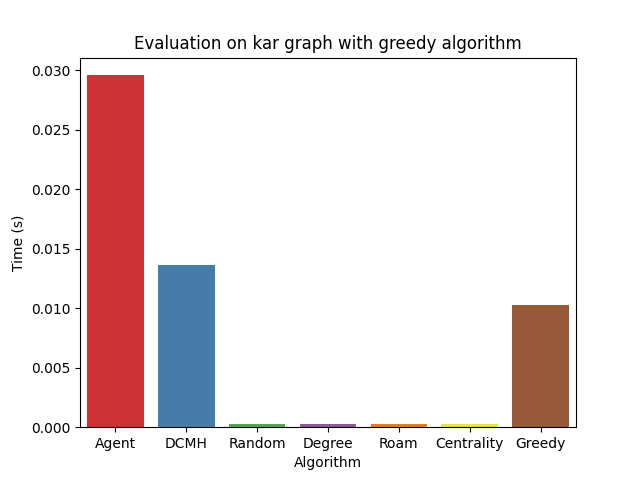 Evaluation on kar graph with greedy algorithm
0.030
0.025
0.020
0.015
0.010
0.005
0.000
Time (s)
Agent DCMH Random Degree Roam Centrality Greedy
Algorithm